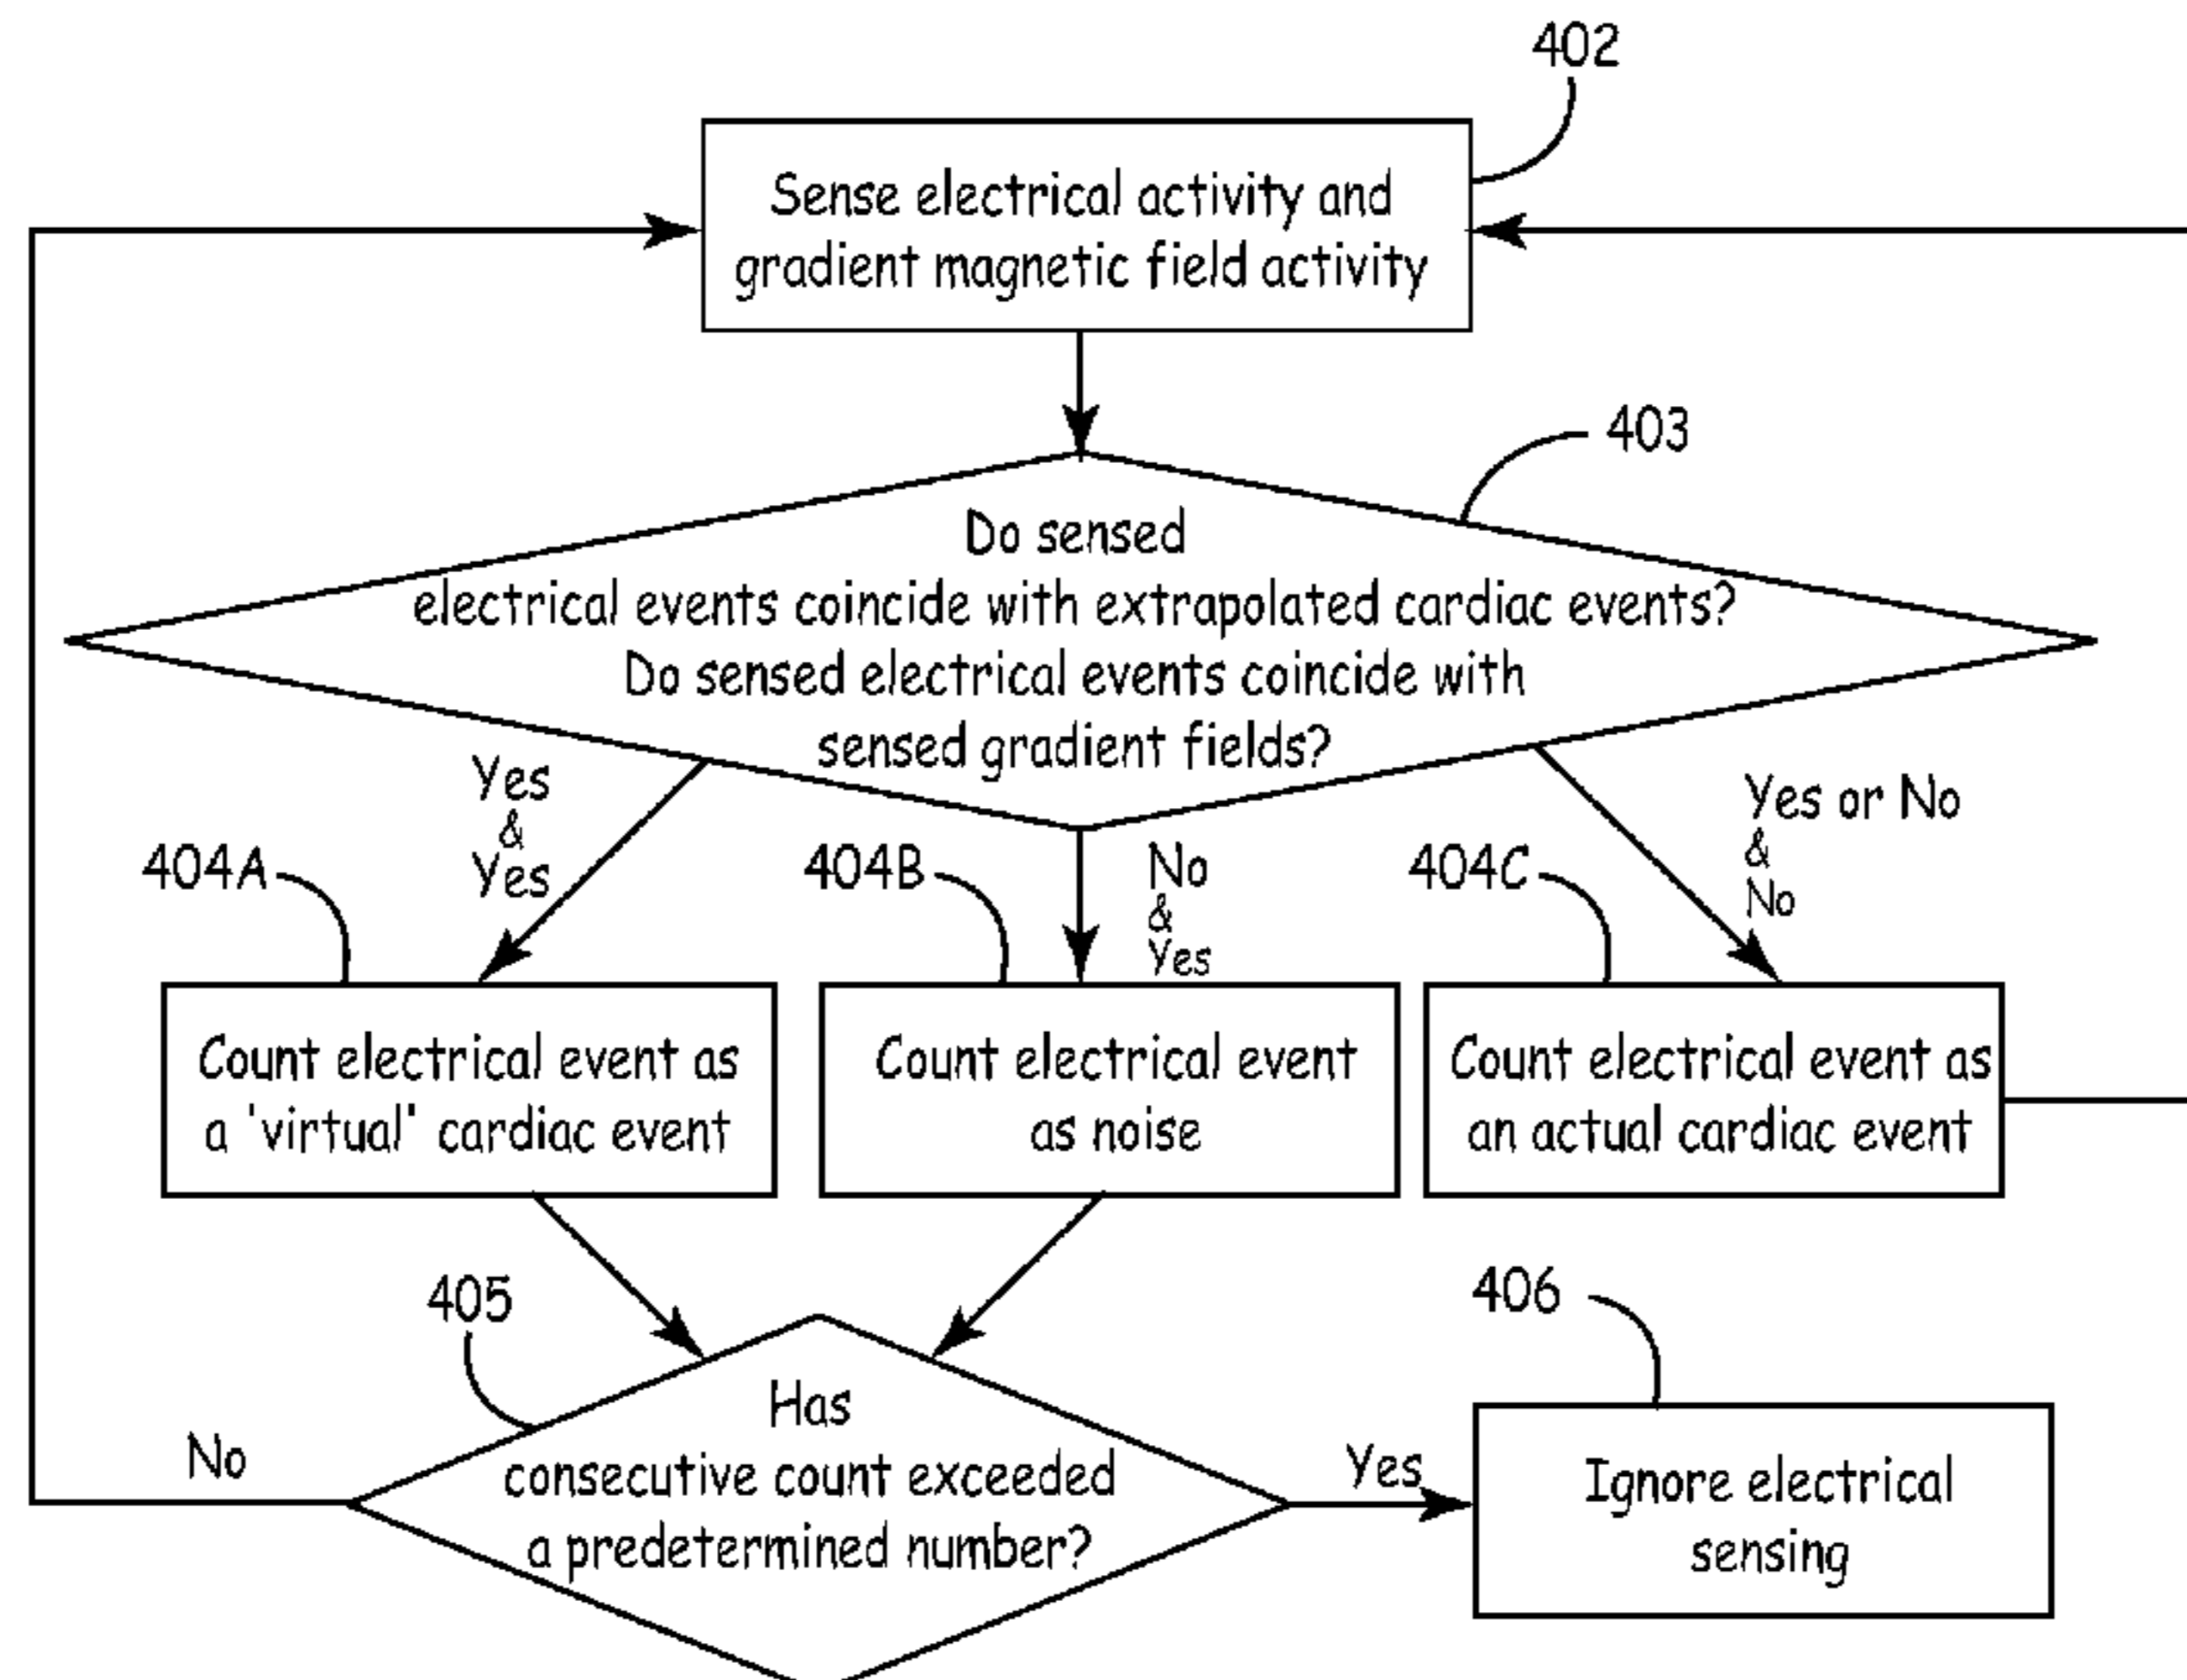 402
Sense electrical activity and
gradient magnetic field activity
403
Do sensed
electrical events coincide with extrapolated cardiac events?
Do sensed electrical events coincide with
sensed gradient fields?
Yes
&
Yes
No
&
Yes
Yes or No
&
No
404A
404B
404C
Count electrical event as
a 'virtual' cardiac event
Count electrical event
as noise
Count electrical event as
an actual cardiac event
405
Has
consecutive count exceeded
a predetermined number?
No
Yes
406
Ignore electrical
sensing